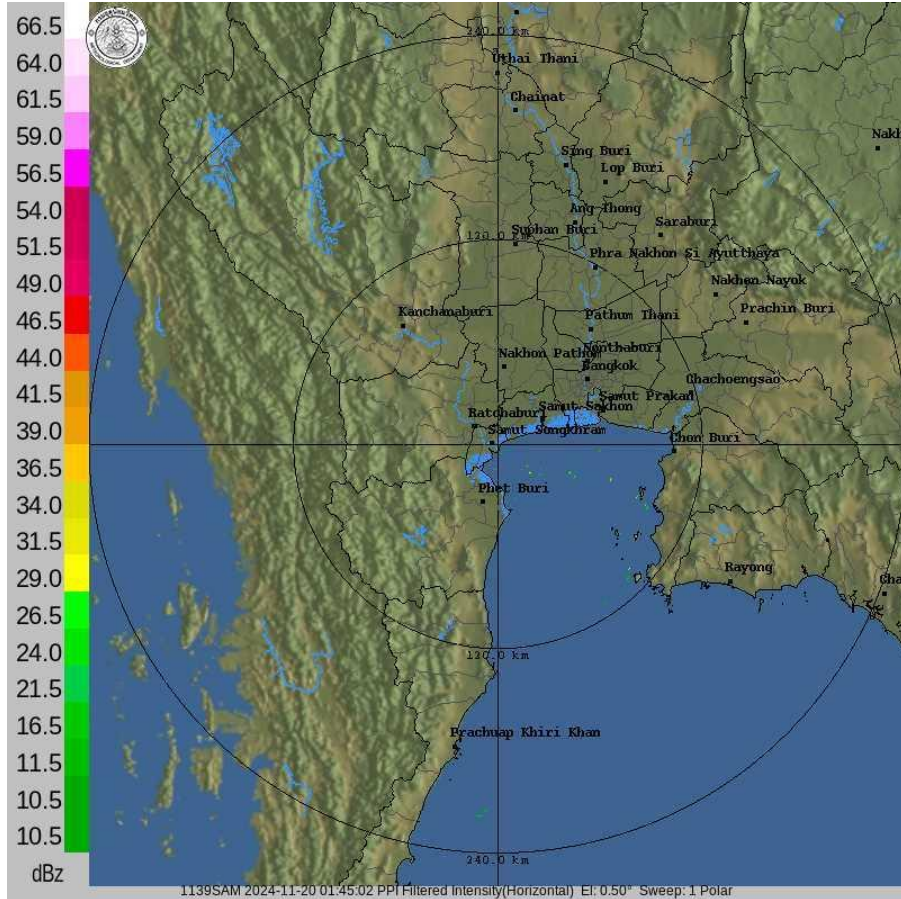 66.5
64.0
61.5
59.0
56.5
54.0
51.5
49.0
46.5
44.0
41.5
39.0
36.5
34.0
31.5
29.0
26.5
24.0
21.5
16.5
11.5
10.5
10.5
dBz
240.0 km
Uthai Thani
Chainat
Nakh
Sing Buri
Lop Buri
Ang Thong
Suphan Buri
Saraburi
130.0 km
Phra Nakhon Si Ayutthaya
Nakhon Nayok
Kanchanaburi
Pathum Thani
Prachin Buri
Nakhon Pathom
Nonthaburi
Bangkok
Chachoengsao
Samut Prakan
Samut Sakhon
Ratchaburi
Samut Songkhram
Chon Buri
Phet Buri
Rayong
Cha
130.0 km
Prachuap Khiri Khan
240.0 km
1139SAM 2024-11-20 01:45:02 PPI Filtered Intensity(Horizontal) El: 0.50° Sweep: 1 Polar